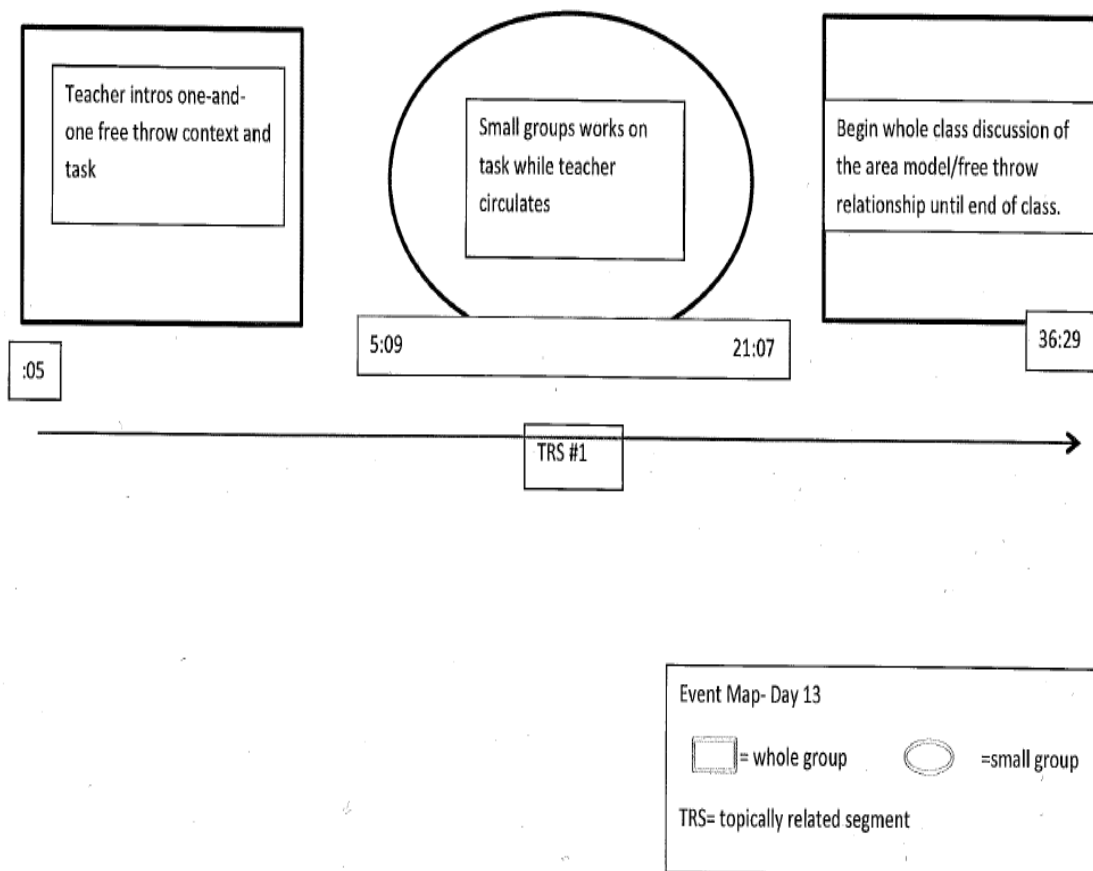 Teacher intros one-and-
one free throw context and
task
Small groups works on
task while teacher
circulates
Begin whole class discussion of
the area model/free throw
relationship until end of class.
:05
5:09
21:07
36:29
TRS #1
Event Map- Day 13
= whole group
=small group
TRS= topically related segment